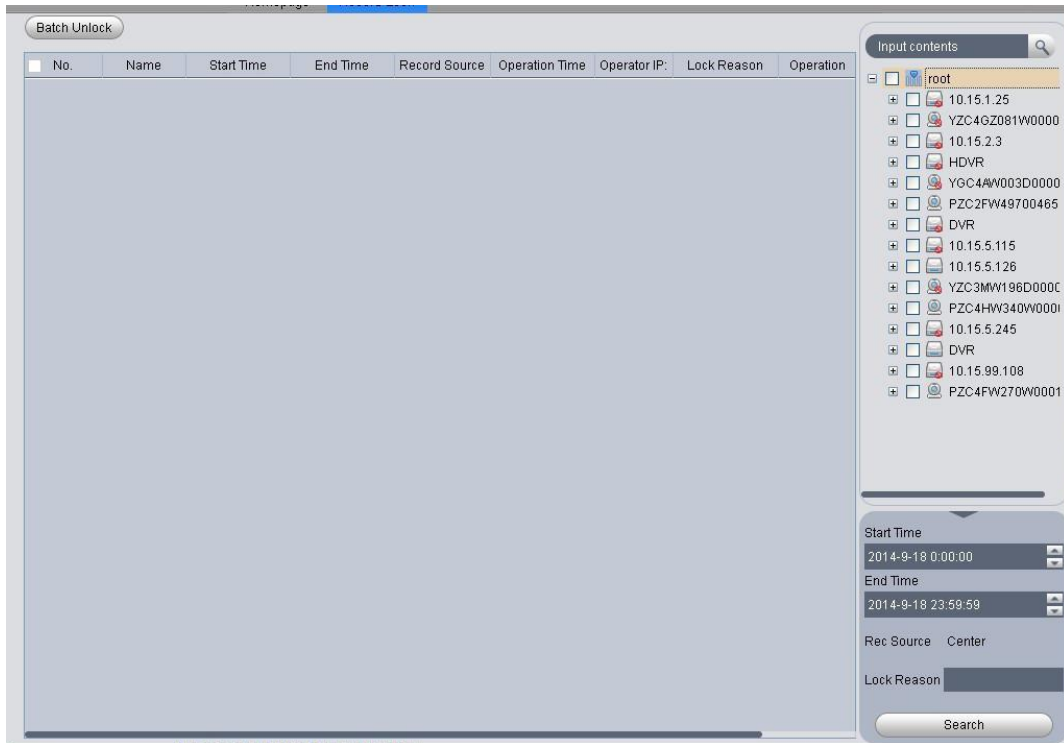 Homepage
Batch Unlock
No. Name Start Time End Time Record Source Operation Time Operator IP: Lock Reason Operation
Input contents
root
10.15.1.25
YZC4GZ081W0000
10.15.2.3
HDVR
YGC4AW003D0000
PZC2FW49700465
DVR
10.15.5.115
10.15.5.126
YZC3MW196D0000
PZC4HW340W000
10.15.5.245
DVR
10.15.99.108
PZC4FW270W0001
Start Time
2014-9-18 0:00:00
End Time
2014-9-18 23:59:59
Rec Source Center
Lock Reason
Search